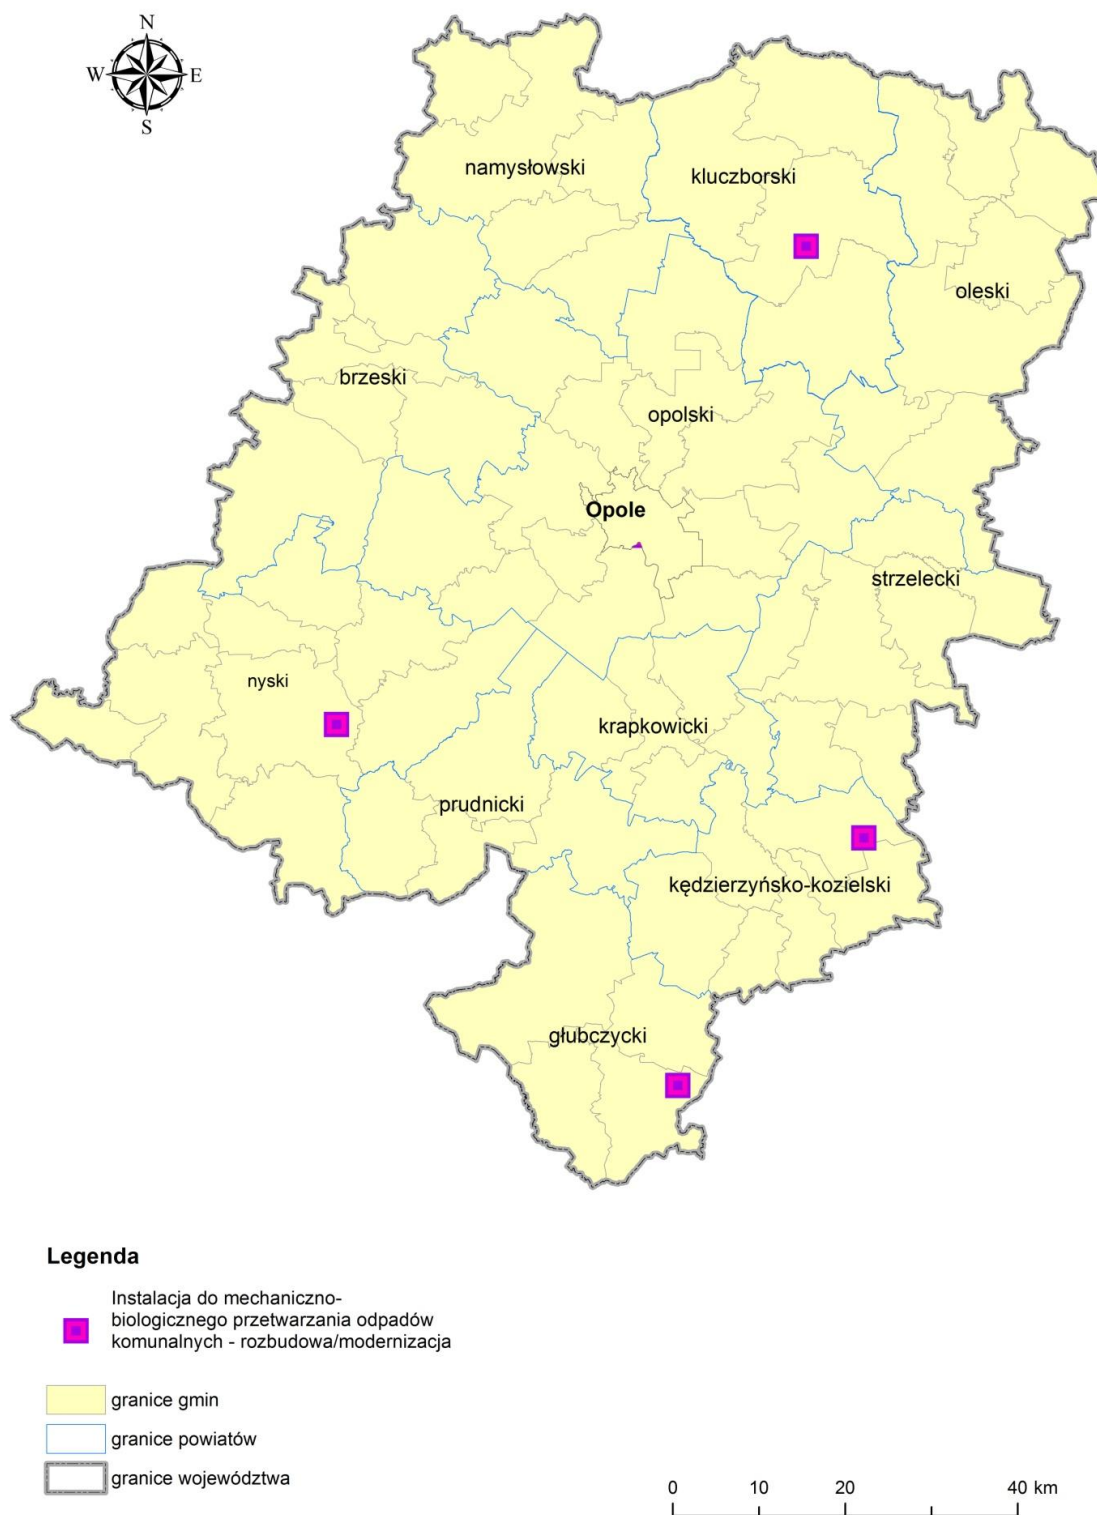 N
W E
S
namysłowski
kluczborski
oleski
brzeski
opolski
Opole
strzelecki
nyski
krapkowicki
prudnicki
kędzierzyńsko-kozielski
głubczycki
Legenda
Instalacja do mechaniczno-
biologicznego przetwarzania odpadów
komunalnych - rozbudowa/modernizacja
granice gmin
granice powiatów
granice województwa
0 10 20 40 km